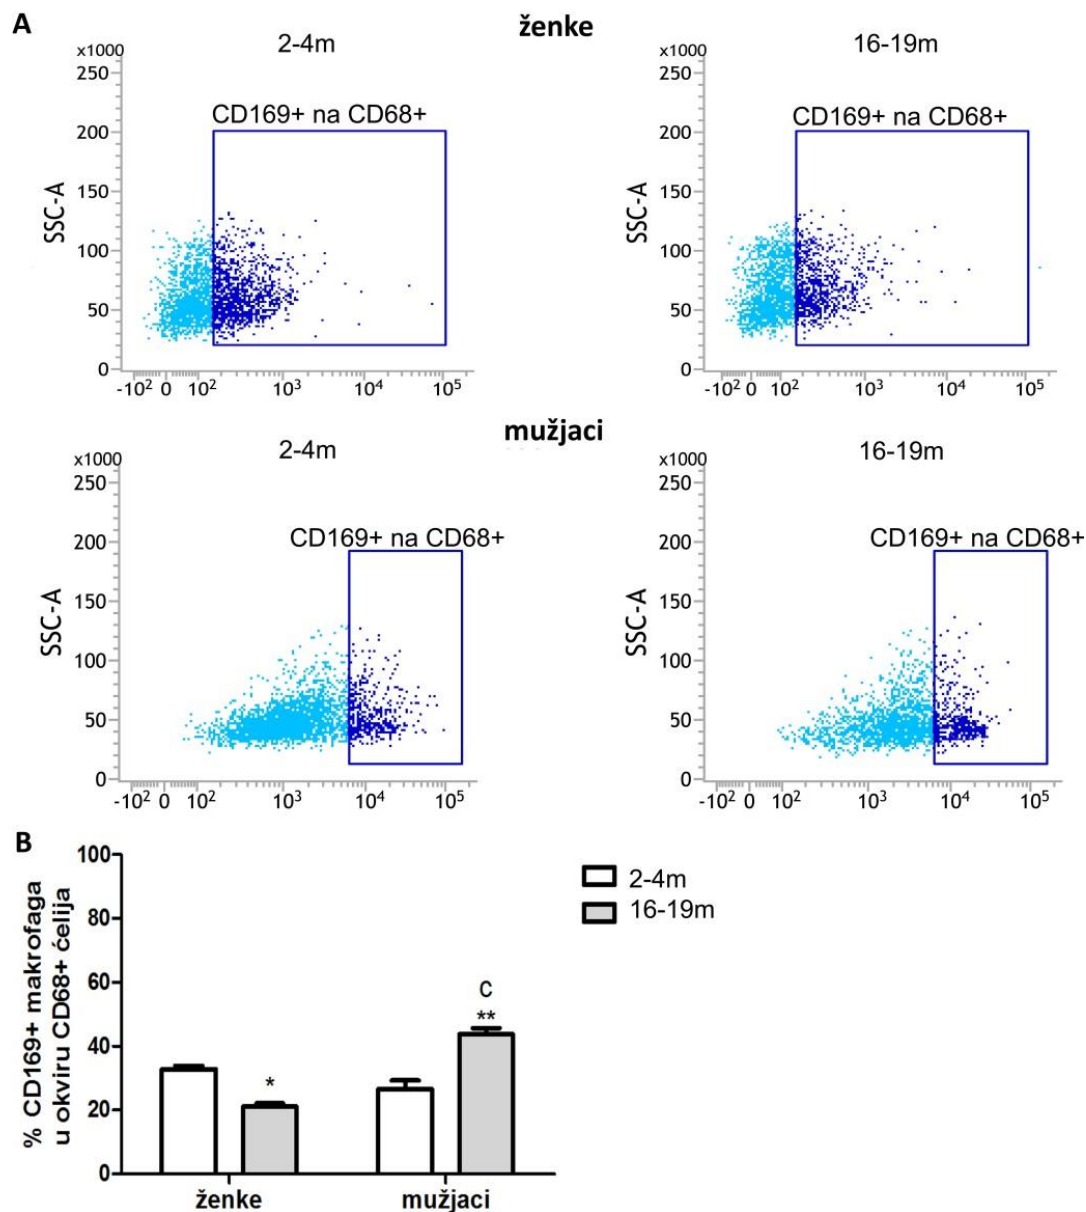 A
ženke
2-4m
16-19m
x1000
250
200
150
100
50
0
SSC-A
CD169+ na CD68+
-10² 0 10² 10³ 10⁴ 10⁵
x1000
250
200
150
100
50
0
SSC-A
CD169+ na CD68+
-10² 0 10² 10³ 10⁴ 10⁵
mužjaci
2-4m
16-19m
x1000
250
200
150
100
50
0
SSC-A
CD169+ na CD68+
-10² 0 10² 10³ 10⁴ 10⁵
x1000
250
200
150
100
50
0
SSC-A
CD169+ na CD68+
-10² 0 10² 10³ 10⁴ 10⁵
B
% CD169+ makrofaga
u okviru CD68+ ćelija
100
80
60
40
20
0
*
c
**
ženke
mužjaci
2-4m
16-19m